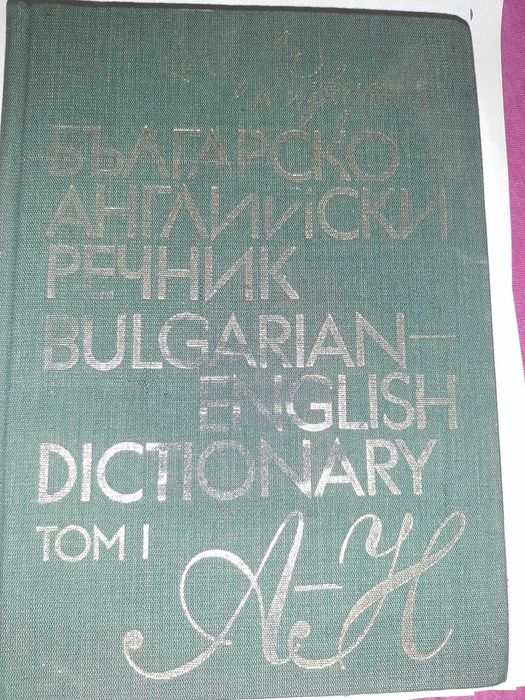 БЪЛГАРСКО
АНГЛИЙСКИ
РЕЧНИК
BULGARIAN–
ENGLISH
DICTIONARY
ТОМ I
А–Н